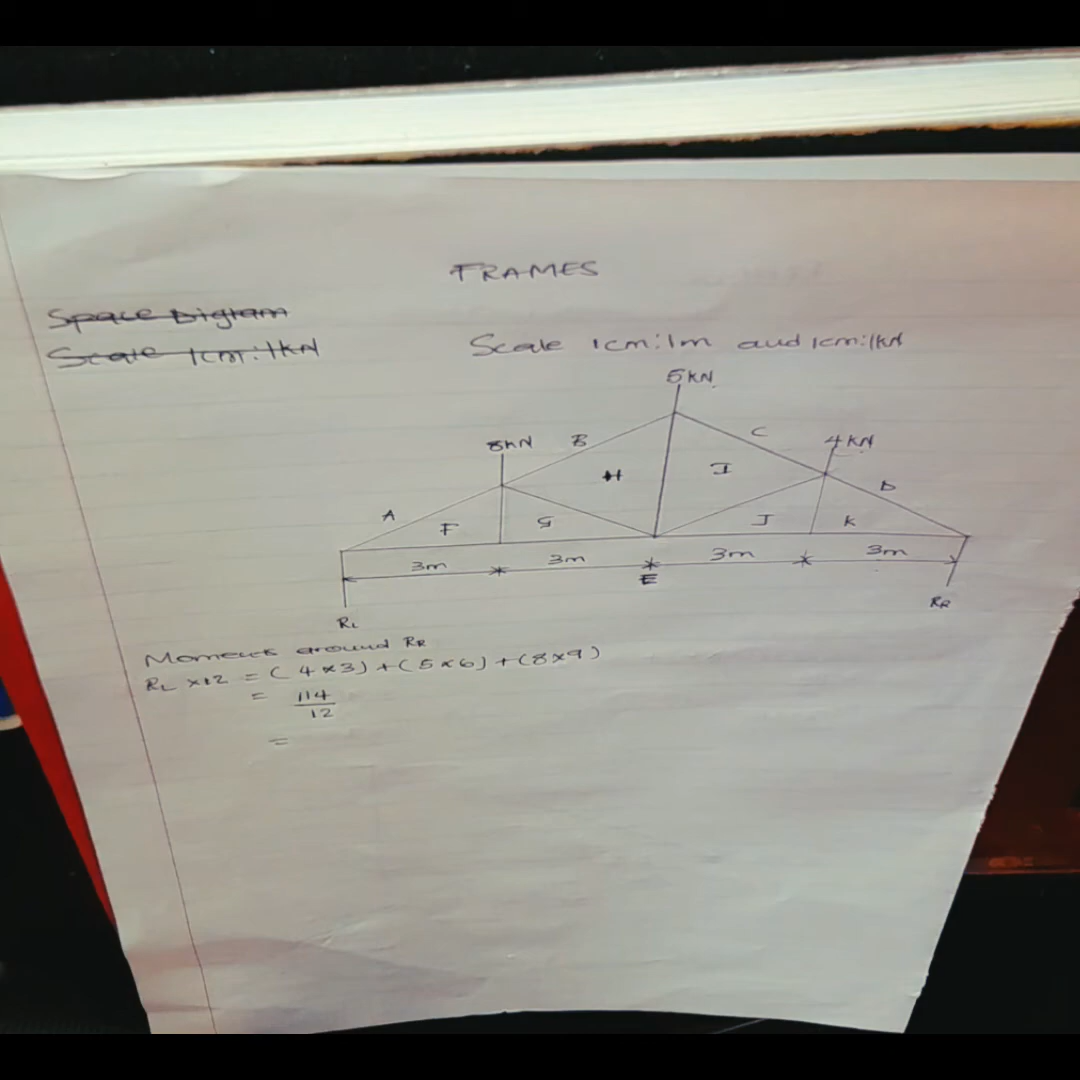 FRAMES
Space Digram
Scale 1cm:1kN
Scale 1cm:1m and 1cm:1kN
5KN
8kN B C 4KN
A H I D
F G J K
3m 3m 3m 3m
E
RL RR
Moments around RR
RL ×12 = (4×3)+(5×6)+(8×9)
= 114
12
=